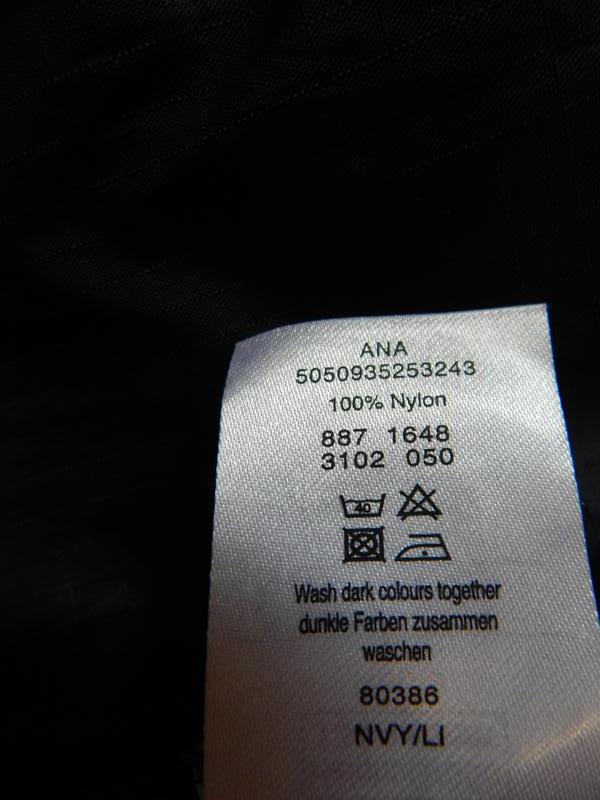 ANA
5050935253243
100% Nylon
887 1648
3102 050
40
Wash dark colours together
dunkle Farben zusammen
waschen
80386
NVY/LI